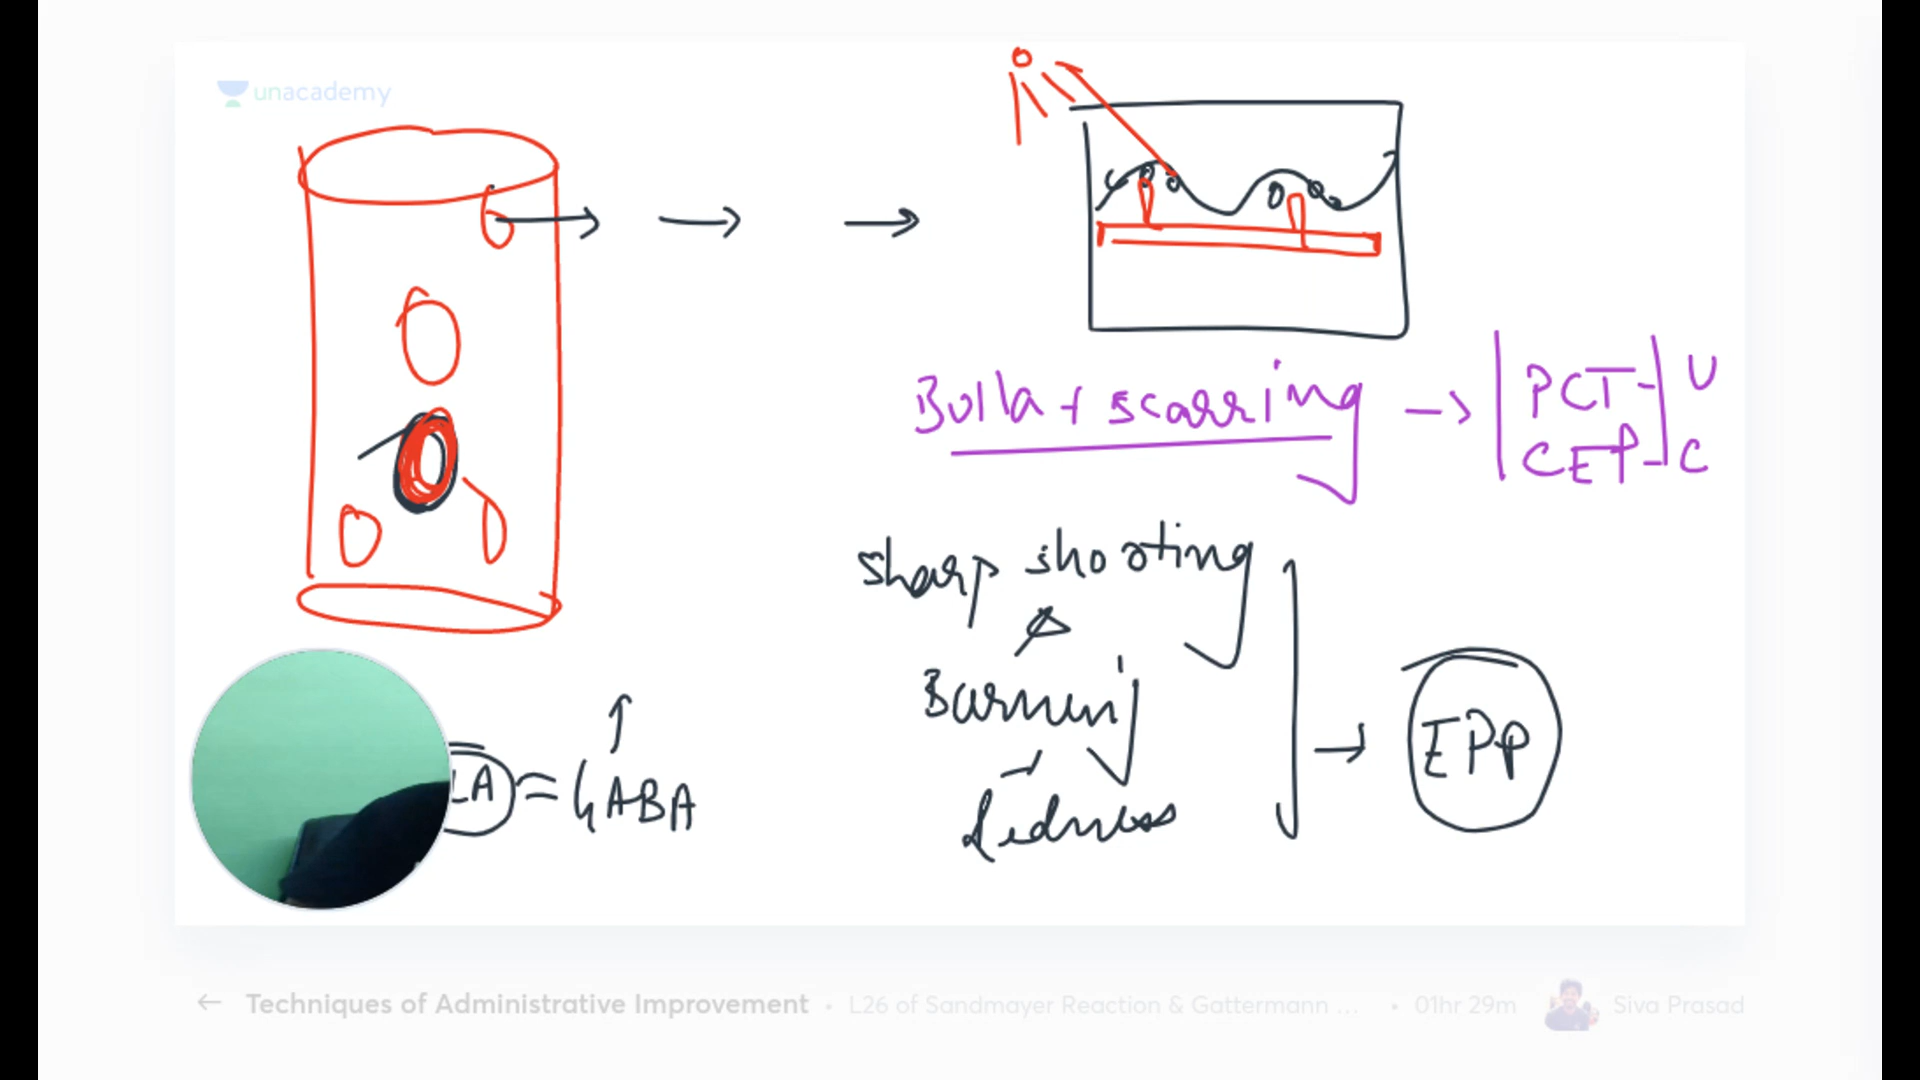 unacademy
Bulla + scarring → PCT - U
CEP - C
sharp shooting
Burning
Redness
→ EPP
LA = GABA
Techniques of Administrative Improvement • L26 of Sandmayer Reaction & Gattermann ... • 01hr 29m Siva Prasad